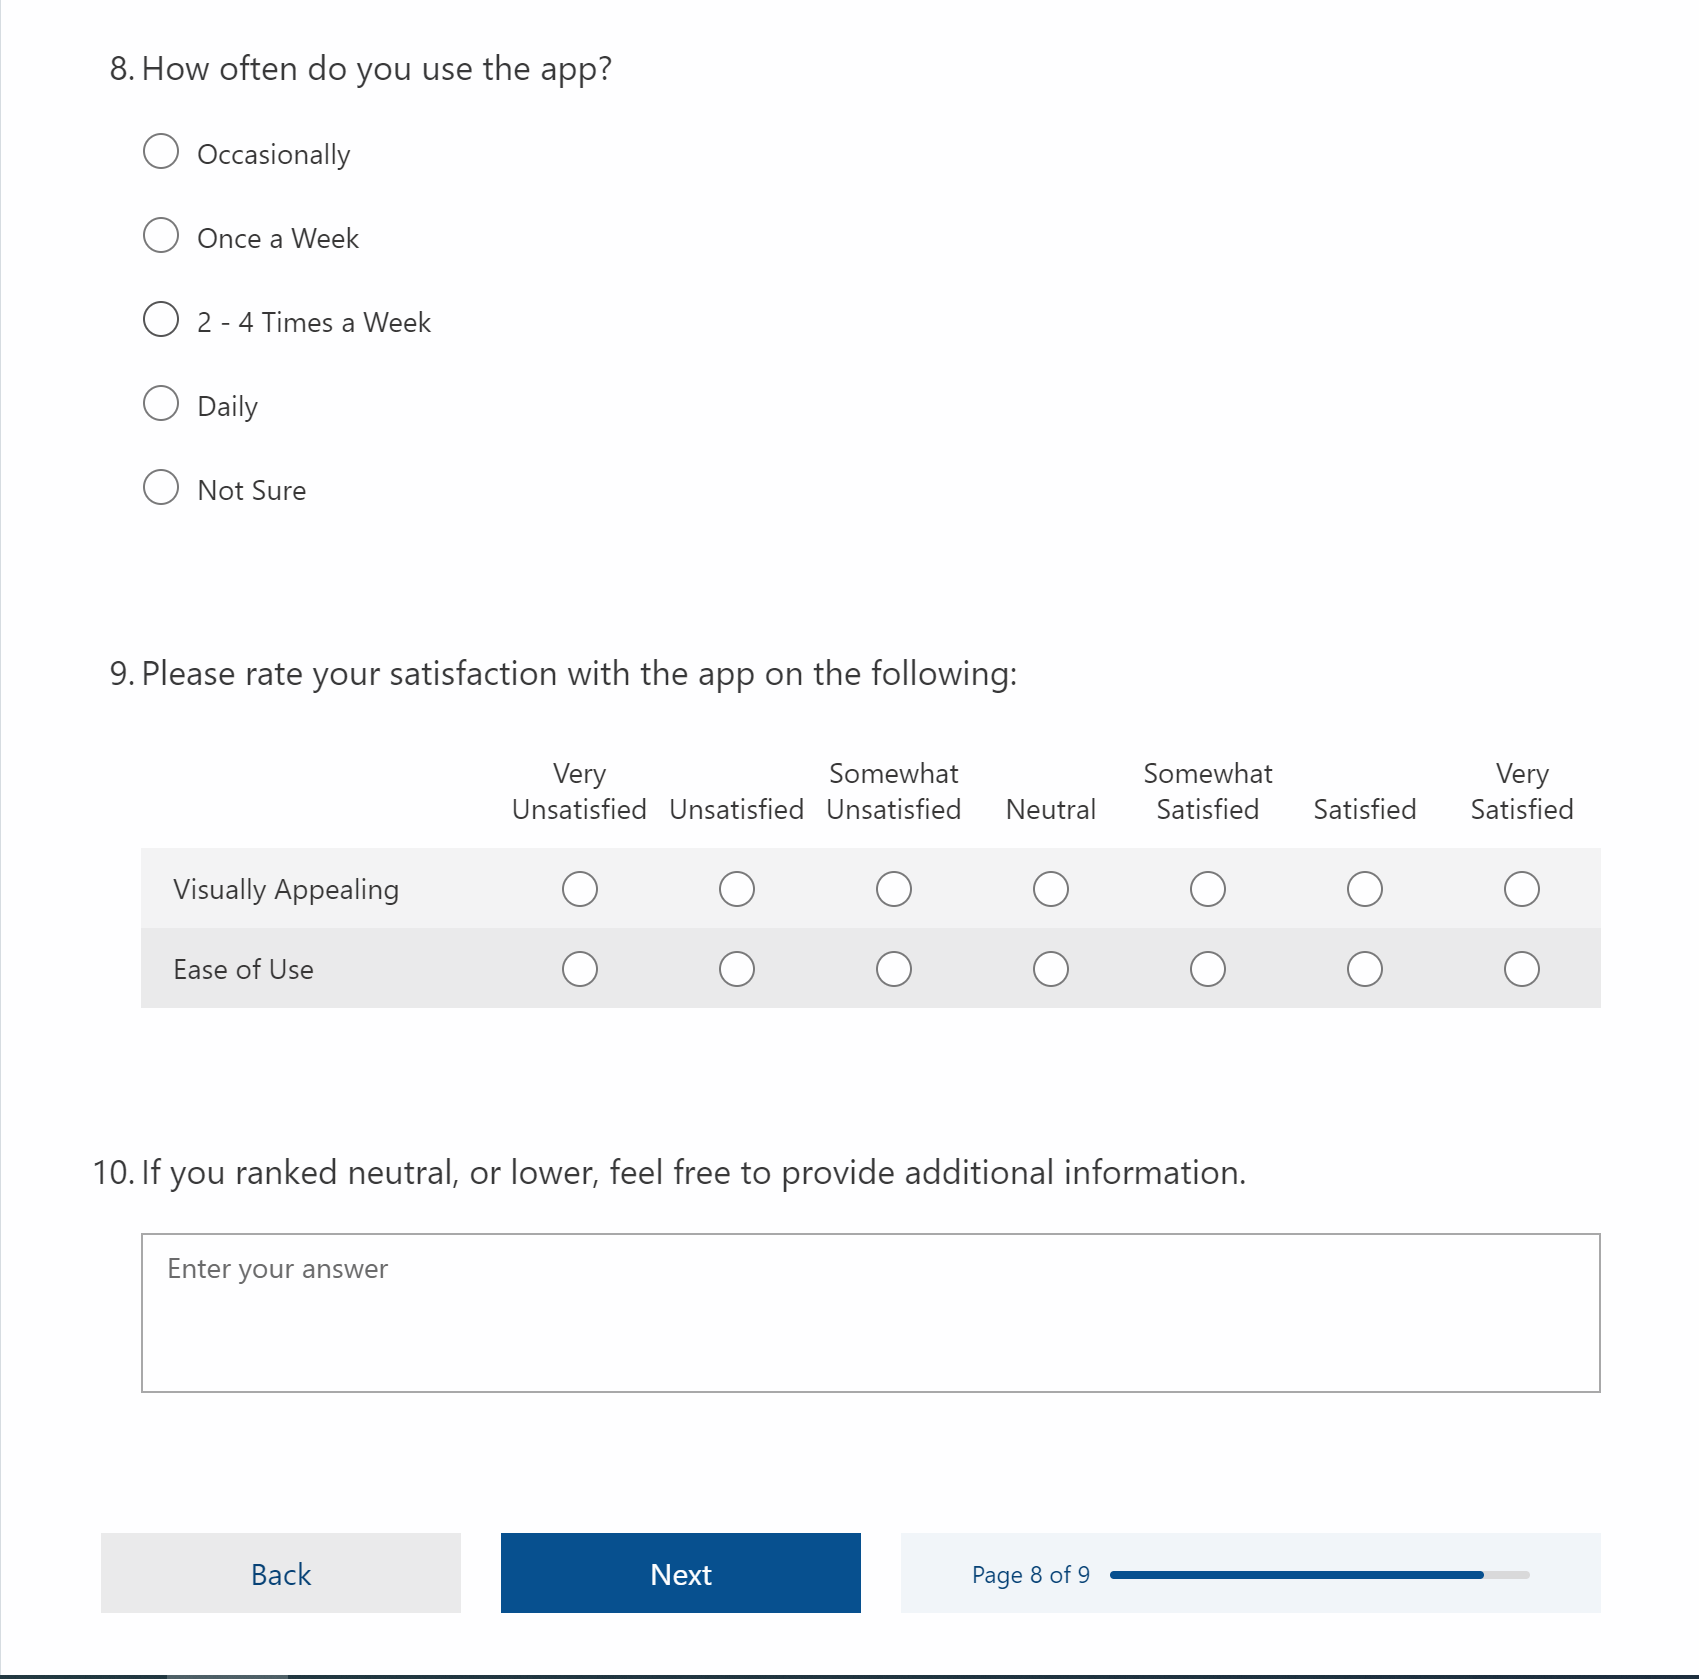 8. How often do you use the app?
Occasionally
Once a Week
2 - 4 Times a Week
Daily
Not Sure
9. Please rate your satisfaction with the app on the following:
Very Unsatisfied
Unsatisfied
Somewhat Unsatisfied
Neutral
Somewhat Satisfied
Satisfied
Very Satisfied
Visually Appealing
Ease of Use
10. If you ranked neutral, or lower, feel free to provide additional information.
Enter your answer
Back
Next
Page 8 of 9